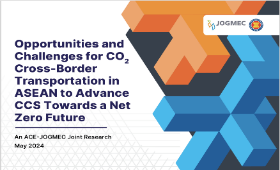 JOGMEC
Opportunities and
Challenges for CO₂
Cross-Border
Transportation in
ASEAN to Advance
CCS Towards a Net
Zero Future
An ACE-JOGMEC Joint Research
May 2024